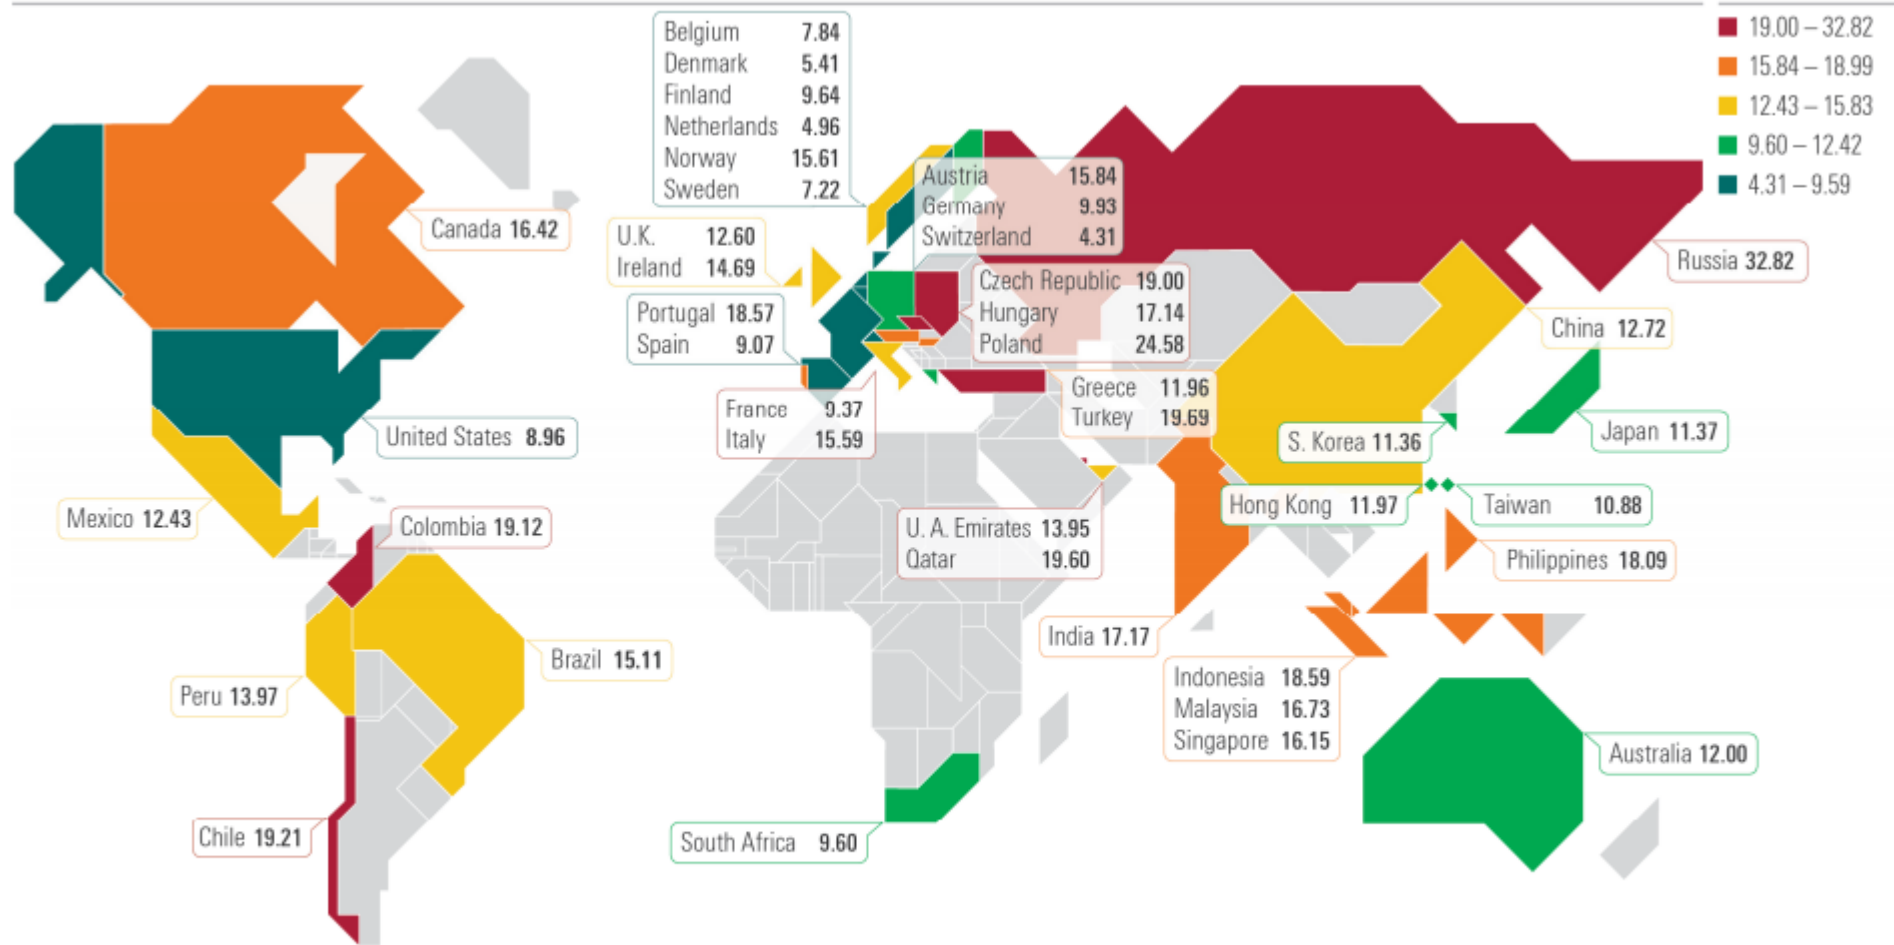 19.00 – 32.82
15.84 – 18.99
12.43 – 15.83
9.60 – 12.42
4.31 – 9.59
Belgium 7.84
Denmark 5.41
Finland 9.64
Netherlands 4.96
Norway 15.61
Sweden 7.22
Austria 15.84
Germany 9.93
Switzerland 4.31
Canada 16.42
U.K. 12.60
Ireland 14.69
Russia 32.82
Czech Republic 19.00
Hungary 17.14
Poland 24.58
Portugal 18.57
Spain 9.07
China 12.72
Greece 11.96
Turkey 19.69
France 9.37
Italy 15.59
United States 8.96
S. Korea 11.36
Japan 11.37
Mexico 12.43
Colombia 19.12
Hong Kong 11.97
Taiwan 10.88
U. A. Emirates 13.95
Qatar 19.60
Philippines 18.09
India 17.17
Brazil 15.11
Peru 13.97
Indonesia 18.59
Malaysia 16.73
Singapore 16.15
Australia 12.00
Chile 19.21
South Africa 9.60